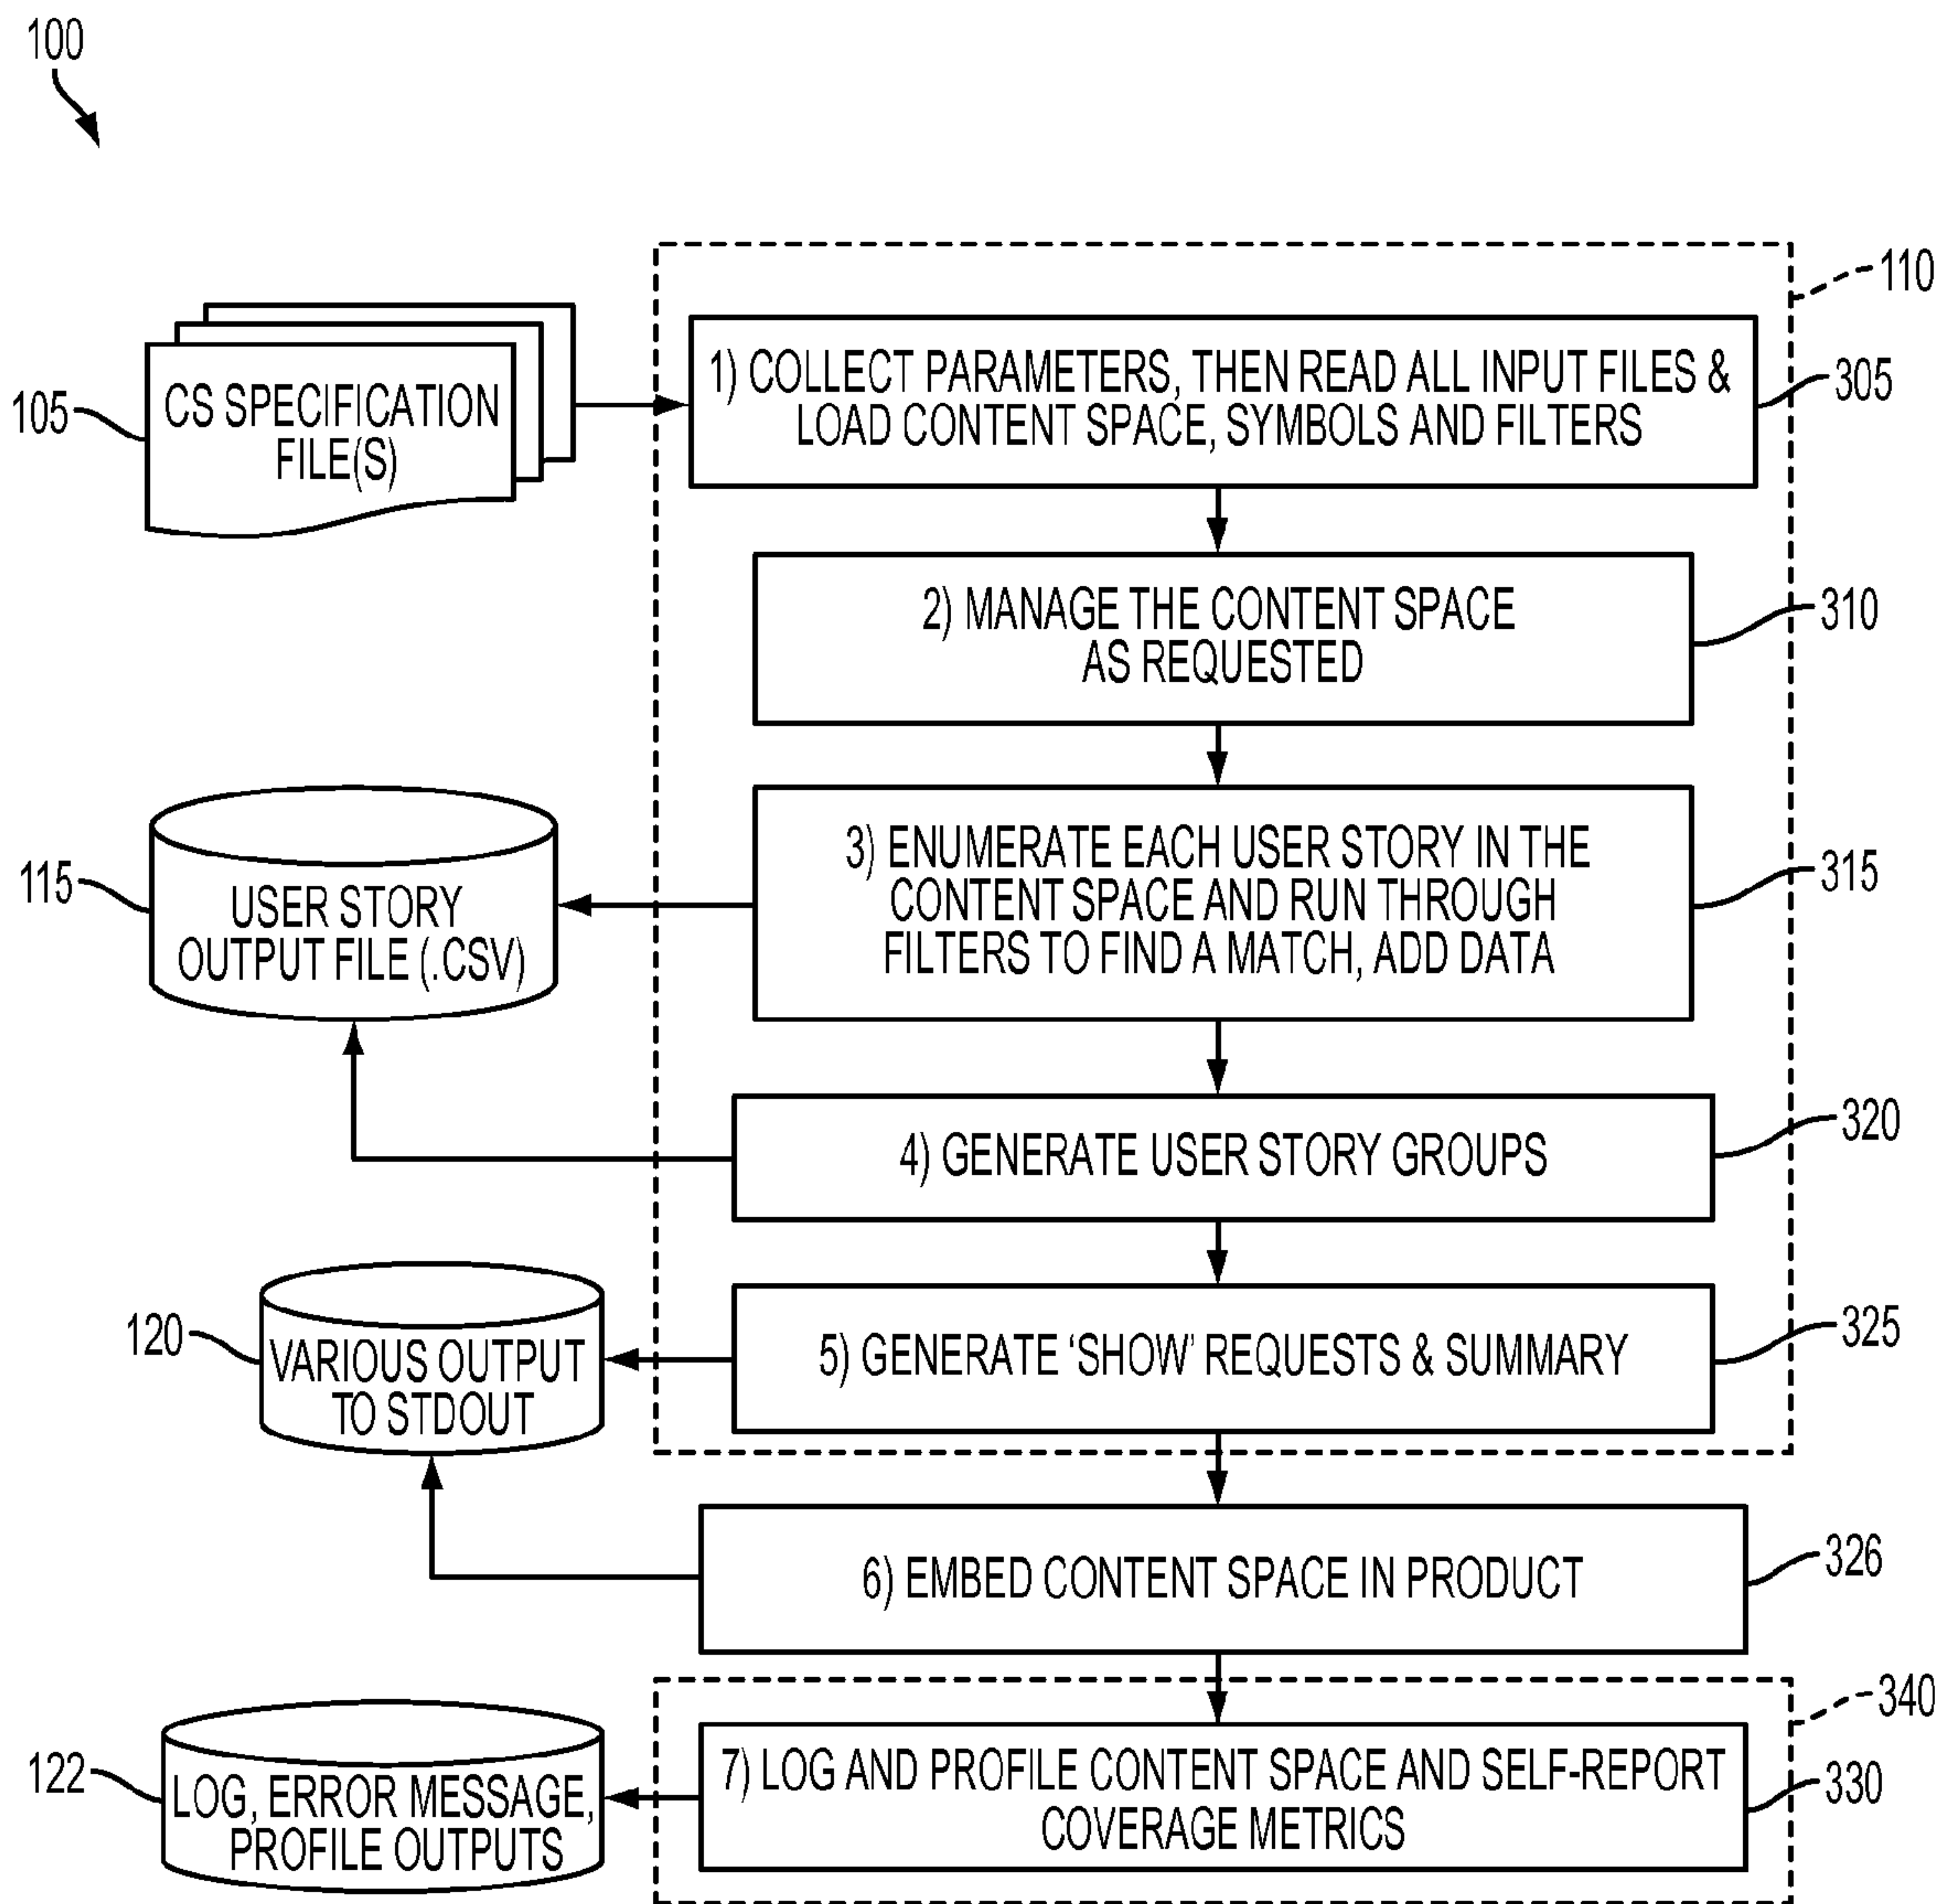 100
110
CS SPECIFICATION
FILE(S)
105
1) COLLECT PARAMETERS, THEN READ ALL INPUT FILES &
LOAD CONTENT SPACE, SYMBOLS AND FILTERS
305
2) MANAGE THE CONTENT SPACE
AS REQUESTED
310
3) ENUMERATE EACH USER STORY IN THE
CONTENT SPACE AND RUN THROUGH
FILTERS TO FIND A MATCH, ADD DATA
315
115
USER STORY
OUTPUT FILE (.CSV)
4) GENERATE USER STORY GROUPS
320
5) GENERATE ‘SHOW’ REQUESTS & SUMMARY
325
120
VARIOUS OUTPUT
TO STDOUT
6) EMBED CONTENT SPACE IN PRODUCT
326
340
7) LOG AND PROFILE CONTENT SPACE AND SELF-REPORT
COVERAGE METRICS
330
122
LOG, ERROR MESSAGE,
PROFILE OUTPUTS